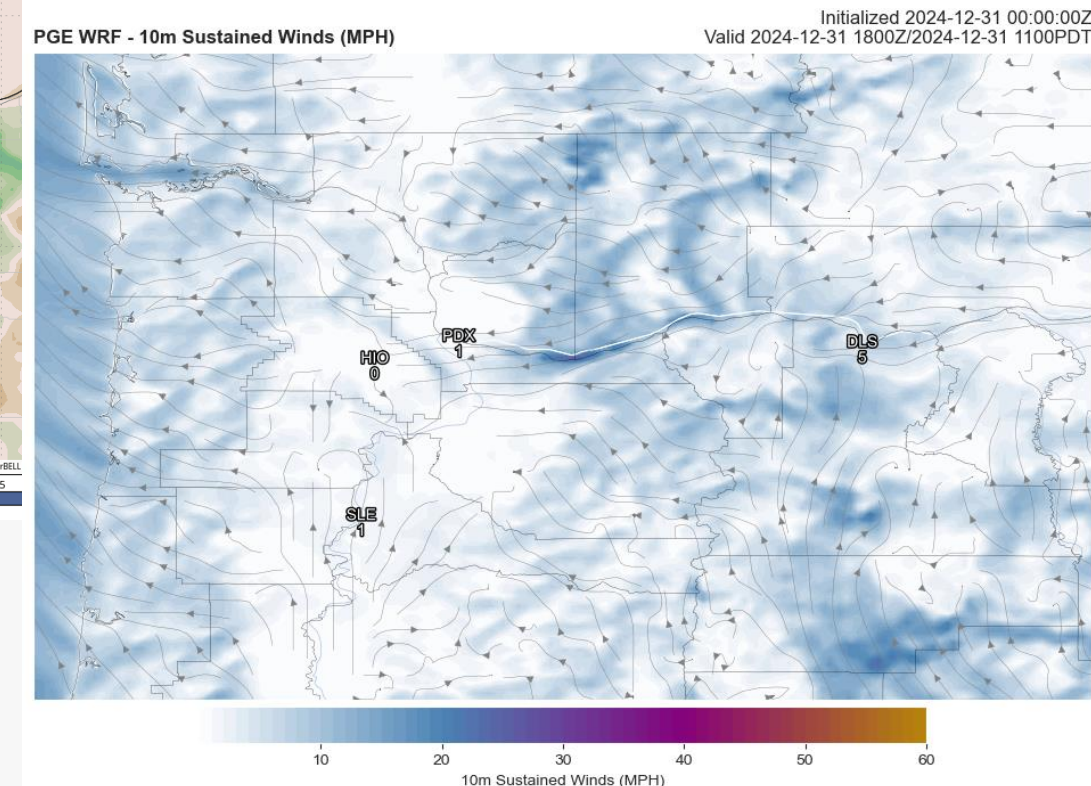 Initialized 2024-12-31 00:00:00Z
PGE WRF - 10m Sustained Winds (MPH)
Valid 2024-12-31 1800Z/2024-12-31 1100PDT
PDX
1
HIO
0
DLS
5
rBELL
5
SLE
1
10 20 30 40 50 60
10m Sustained Winds (MPH)